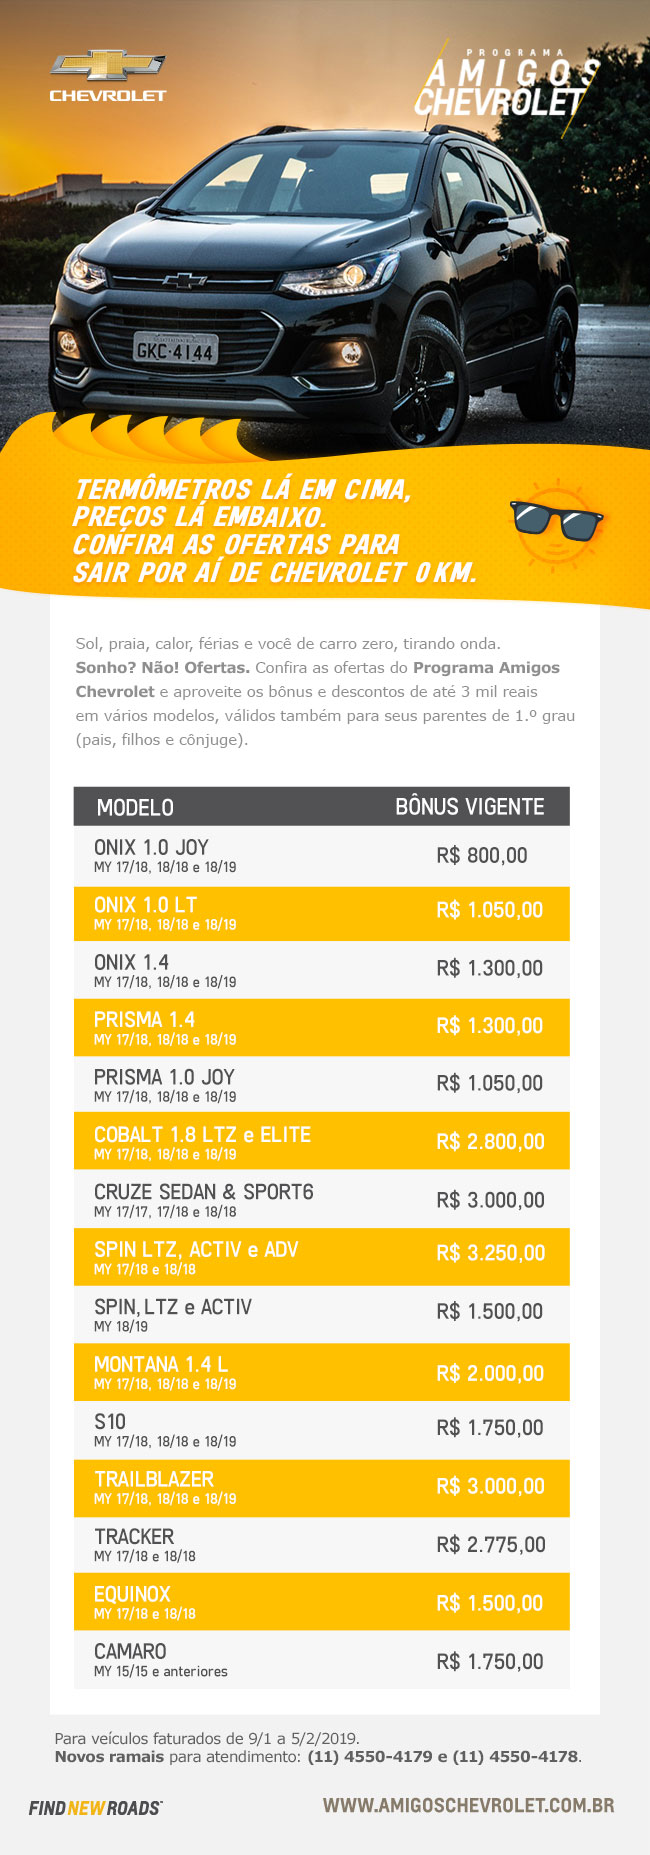 CHEVROLET
PROGRAMA
AMIGOS
CHEVROLET
GKC·4144
TERMÔMETROS LÁ EM CIMA,
PREÇOS LÁ EMBAIXO.
CONFIRA AS OFERTAS PARA
SAIR POR AÍ DE CHEVROLET 0 KM.
Sol, praia, calor, férias e você de carro zero, tirando onda.
Sonho? Não! Ofertas. Confira as ofertas do Programa Amigos
Chevrolet e aproveite os bônus e descontos de até 3 mil reais
em vários modelos, válidos também para seus parentes de 1.º grau
(pais, filhos e cônjuge).
MODELO BÔNUS VIGENTE
ONIX 1.0 JOY
MY 17/18, 18/18 e 18/19
R$ 800,00
ONIX 1.0 LT
MY 17/18, 18/18 e 18/19
R$ 1.050,00
ONIX 1.4
MY 17/18, 18/18 e 18/19
R$ 1.300,00
PRISMA 1.4
MY 17/18, 18/18 e 18/19
R$ 1.300,00
PRISMA 1.0 JOY
MY 17/18, 18/18 e 18/19
R$ 1.050,00
COBALT 1.8 LTZ e ELITE
MY 17/18, 18/18 e 18/19
R$ 2.800,00
CRUZE SEDAN & SPORT6
MY 17/17, 17/18 e 18/18
R$ 3.000,00
SPIN LTZ, ACTIV e ADV
MY 17/18 e 18/18
R$ 3.250,00
SPIN, LTZ e ACTIV
MY 18/19
R$ 1.500,00
MONTANA 1.4 L
MY 17/18, 18/18 e 18/19
R$ 2.000,00
S10
MY 17/18, 18/18 e 18/19
R$ 1.750,00
TRAILBLAZER
MY 17/18, 18/18 e 18/19
R$ 3.000,00
TRACKER
MY 17/18 e 18/18
R$ 2.775,00
EQUINOX
MY 17/18 e 18/18
R$ 1.500,00
CAMARO
MY 15/15 e anteriores
R$ 1.750,00
Para veículos faturados de 9/1 a 5/2/2019.
Novos ramais para atendimento: (11) 4550-4179 e (11) 4550-4178.
FIND NEW ROADS™
WWW.AMIGOSCHEVROLET.COM.BR